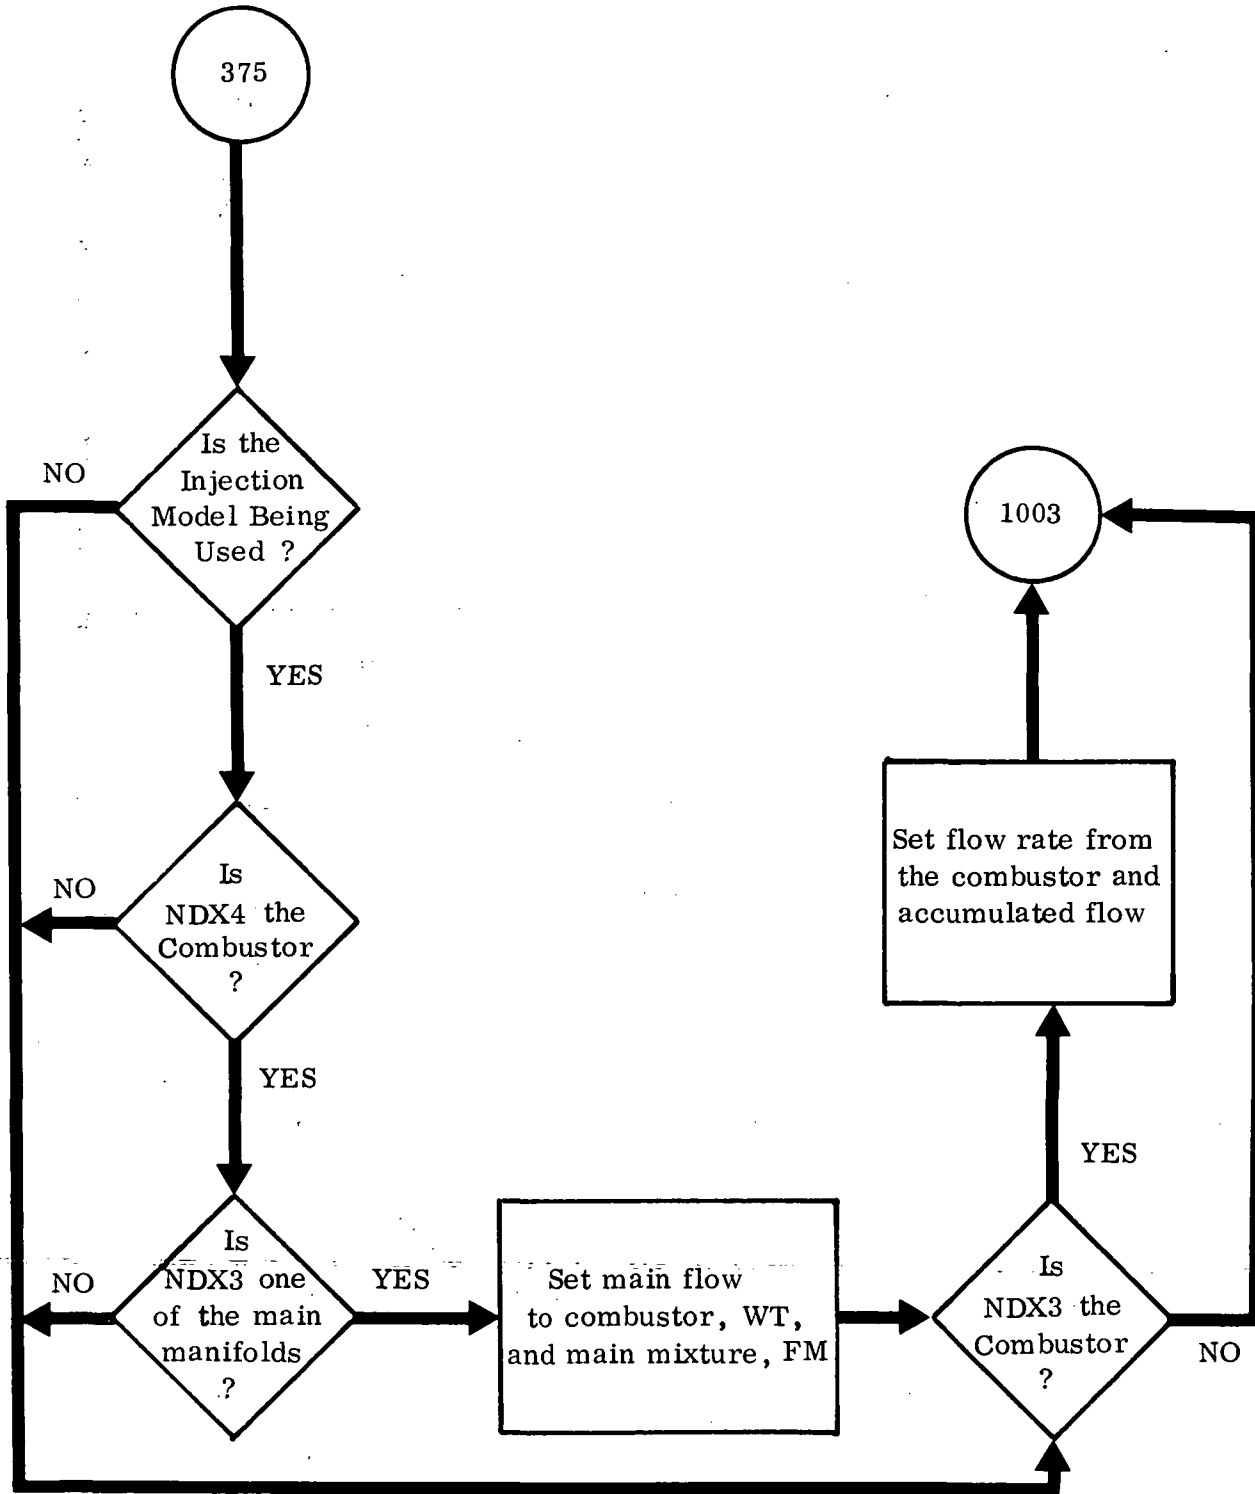 375
Is the
Injection
Model Being
Used ?
NO
YES
Is
NDX4 the
Combustor
?
NO
YES
Is
NDX3 one
of the main
manifolds
?
NO
YES
Set main flow
to combustor, WT,
and main mixture, FM
Is
NDX3 the
Combustor
?
NO
YES
Set flow rate from
the combustor and
accumulated flow
1003